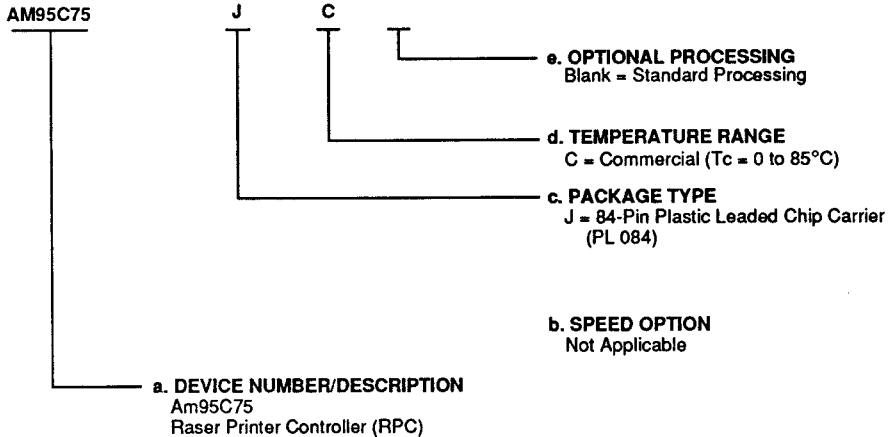 AM95C75 J C
e. OPTIONAL PROCESSING
Blank = Standard Processing
d. TEMPERATURE RANGE
C = Commercial (Tc = 0 to 85°C)
c. PACKAGE TYPE
J = 84-Pin Plastic Leaded Chip Carrier
(PL 084)
b. SPEED OPTION
Not Applicable
a. DEVICE NUMBER/DESCRIPTION
Am95C75
Raser Printer Controller (RPC)